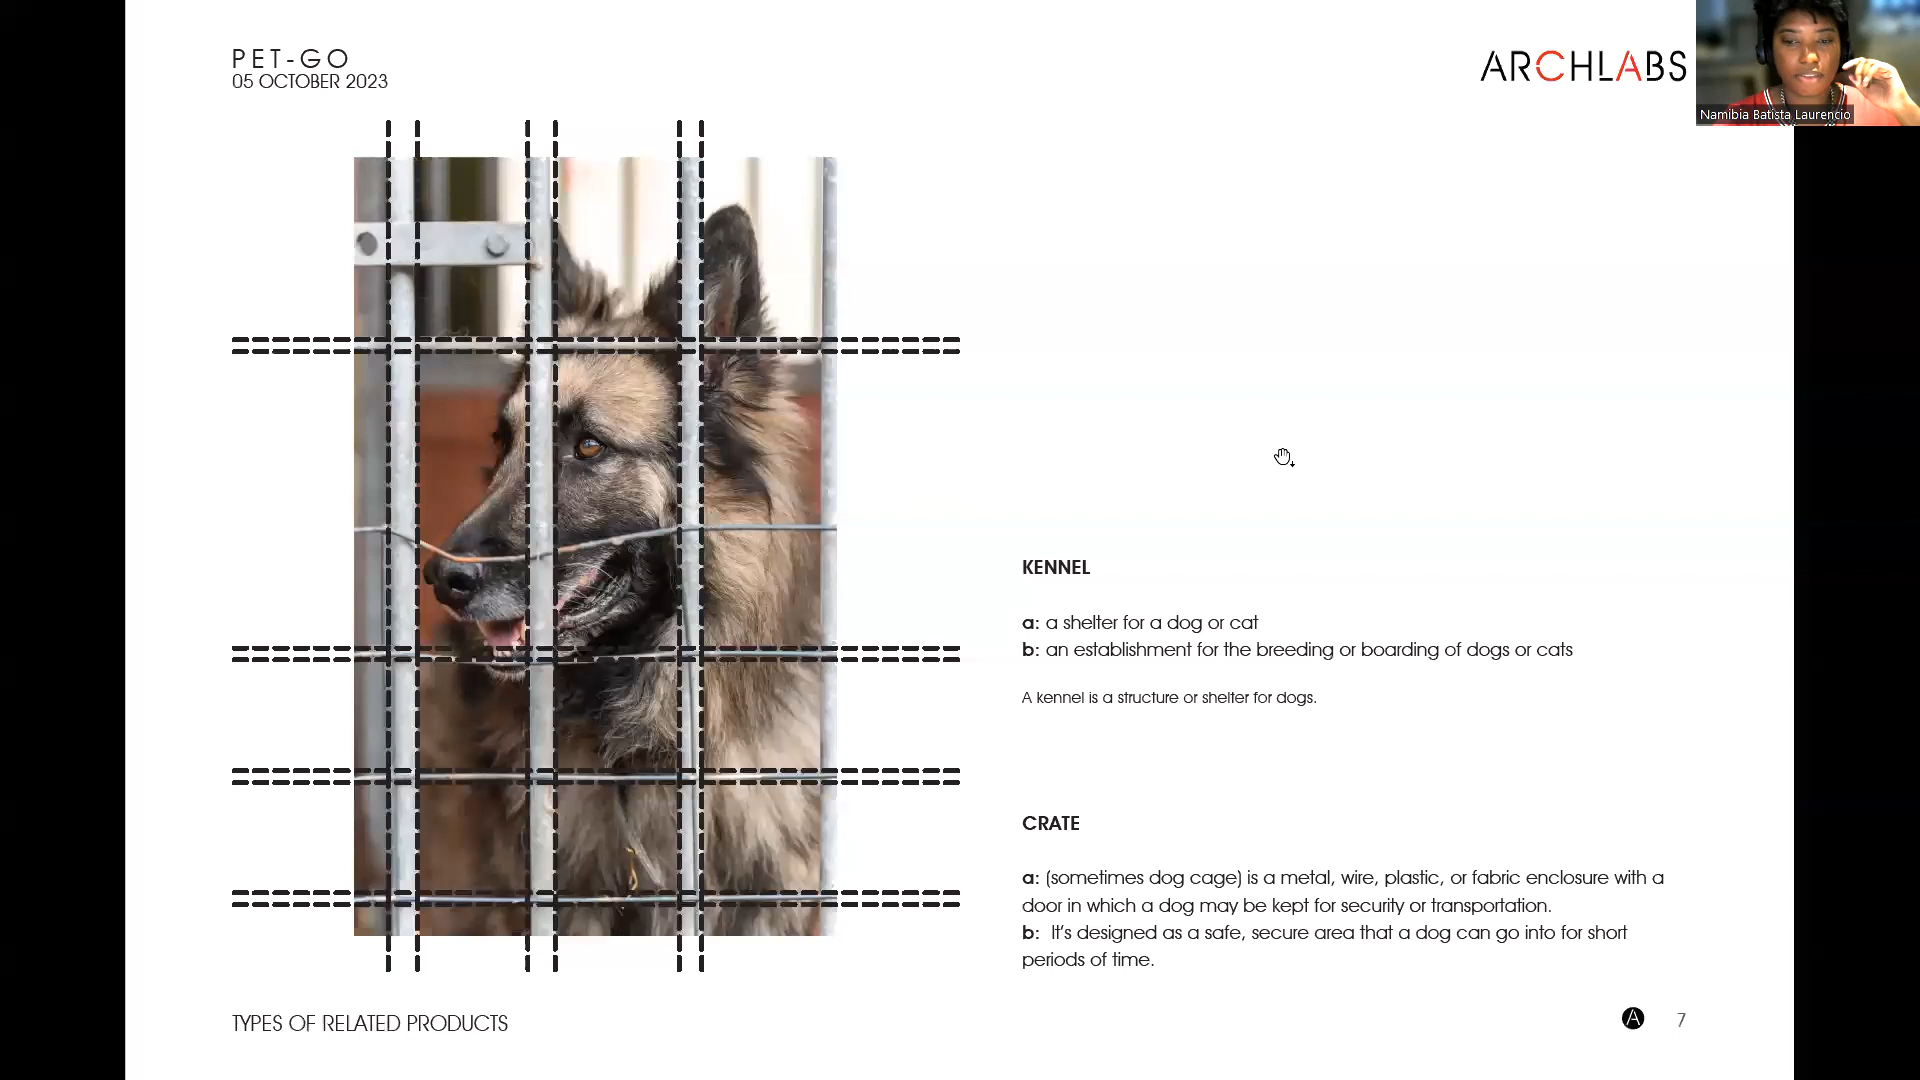 PET-GO
05 OCTOBER 2023
ARCHLABS
Namibia Batista Laurencio
KENNEL
a: a shelter for a dog or cat
b: an establishment for the breeding or boarding of dogs or cats
A kennel is a structure or shelter for dogs.
CRATE
a: (sometimes dog cage) is a metal, wire, plastic, or fabric enclosure with a
door in which a dog may be kept for security or transportation.
b: It's designed as a safe, secure area that a dog can go into for short
periods of time.
TYPES OF RELATED PRODUCTS
A 7